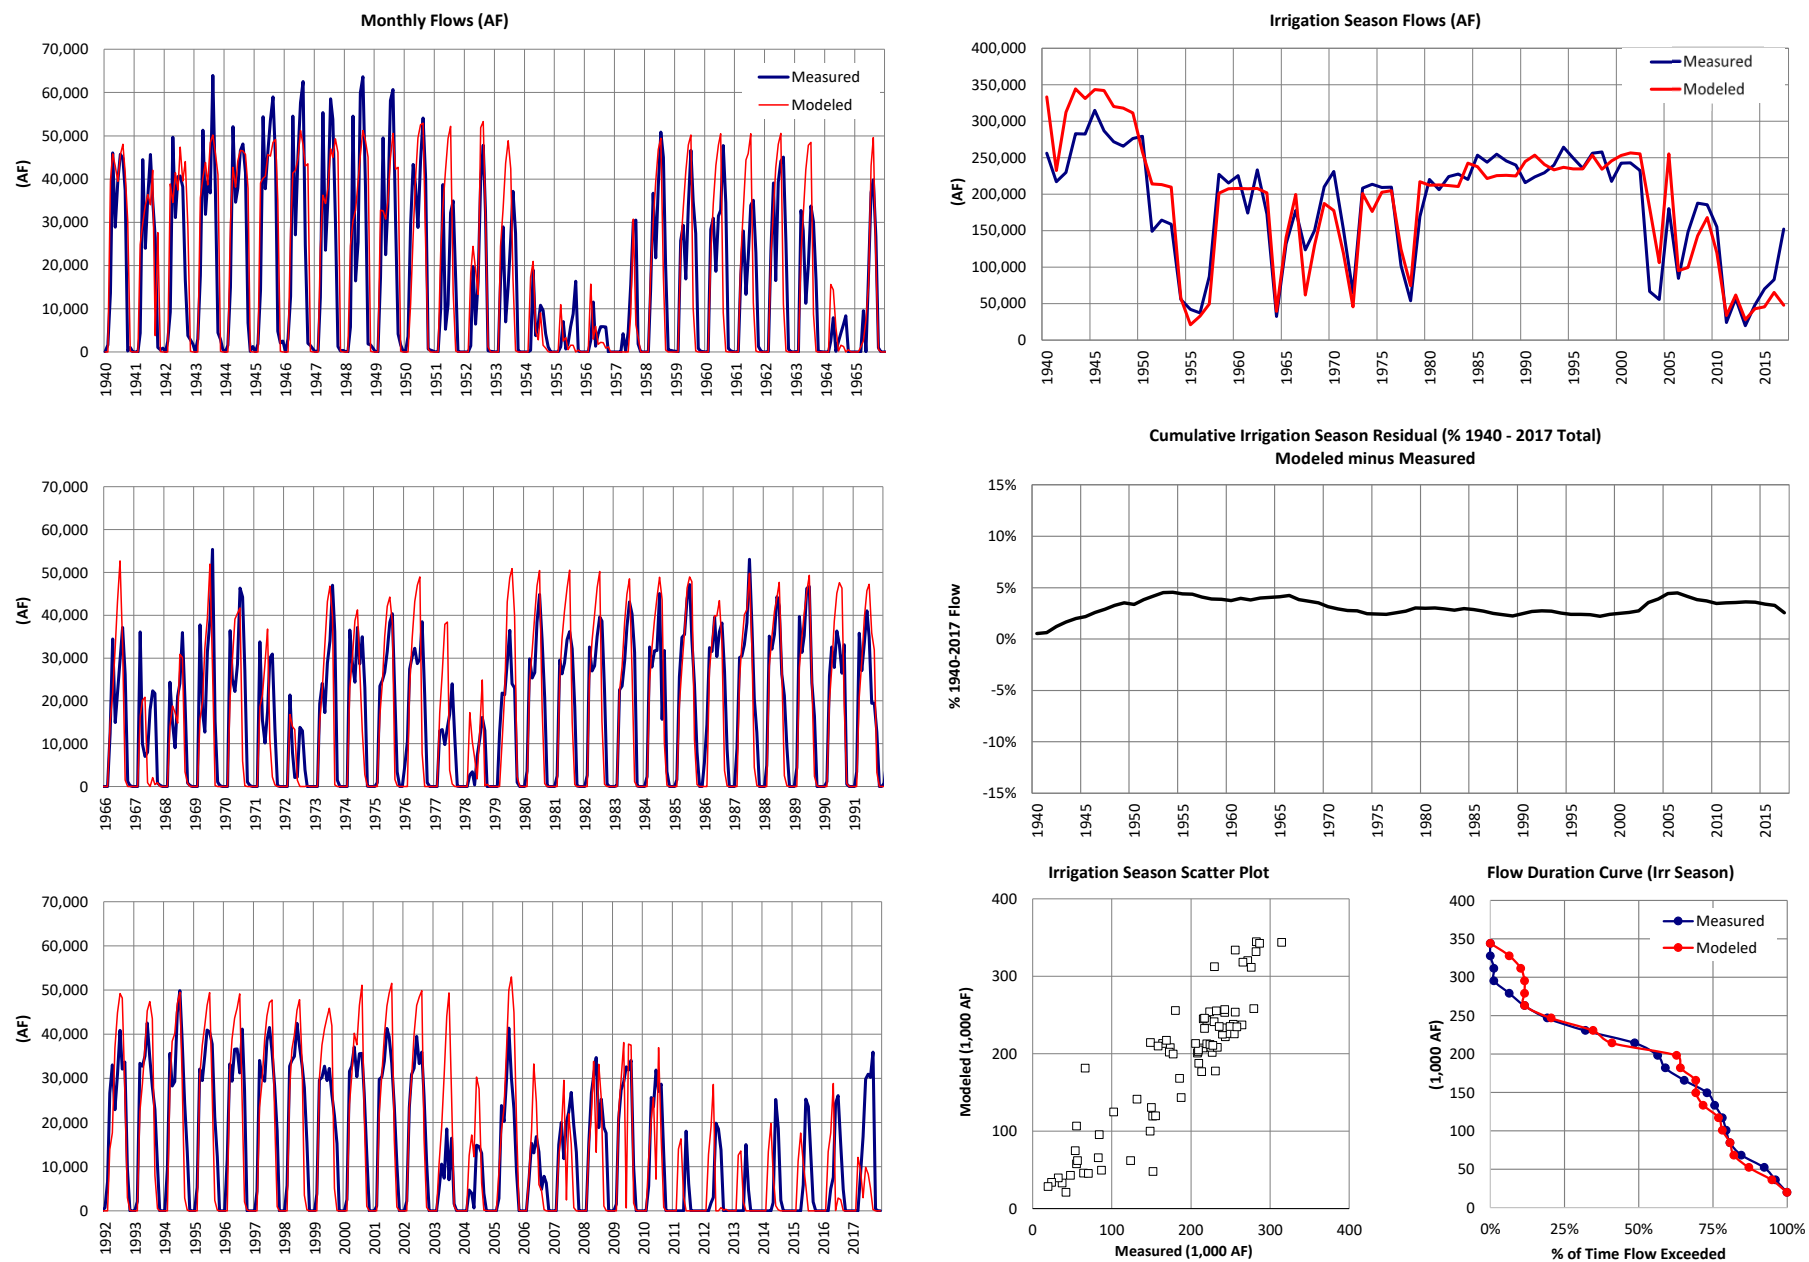 Monthly Flows (AF)
70,000
60,000
50,000
40,000
30,000
20,000
10,000
0
(AF)
Measured
Modeled
1940 1941 1942 1943 1944 1945 1946 1947 1948 1949 1950 1951 1952 1953 1954 1955 1956 1957 1958 1959 1960 1961 1962 1963 1964 1965
Irrigation Season Flows (AF)
400,000
350,000
300,000
250,000
200,000
150,000
100,000
50,000
0
(AF)
Measured
Modeled
1940 1945 1950 1955 1960 1965 1970 1975 1980 1985 1990 1995 2000 2005 2010 2015
70,000
60,000
50,000
40,000
30,000
20,000
10,000
0
(AF)
1966 1967 1968 1969 1970 1971 1972 1973 1974 1975 1976 1977 1978 1979 1980 1981 1982 1983 1984 1985 1986 1987 1988 1989 1990 1991
Cumulative Irrigation Season Residual (% 1940 - 2017 Total)
Modeled minus Measured
15%
10%
5%
0%
-5%
-10%
-15%
% 1940-2017 Flow
1940 1945 1950 1955 1960 1965 1970 1975 1980 1985 1990 1995 2000 2005 2010 2015
70,000
60,000
50,000
40,000
30,000
20,000
10,000
0
(AF)
1992 1993 1994 1995 1996 1997 1998 1999 2000 2001 2002 2003 2004 2005 2006 2007 2008 2009 2010 2011 2012 2013 2014 2015 2016 2017
Irrigation Season Scatter Plot
400
300
200
100
0
Modeled (1,000 AF)
0 100 200 300 400
Measured (1,000 AF)
Flow Duration Curve (Irr Season)
400
350
300
250
200
150
100
50
0
(1,000 AF)
Measured
Modeled
0% 25% 50% 75% 100%
% of Time Flow Exceeded